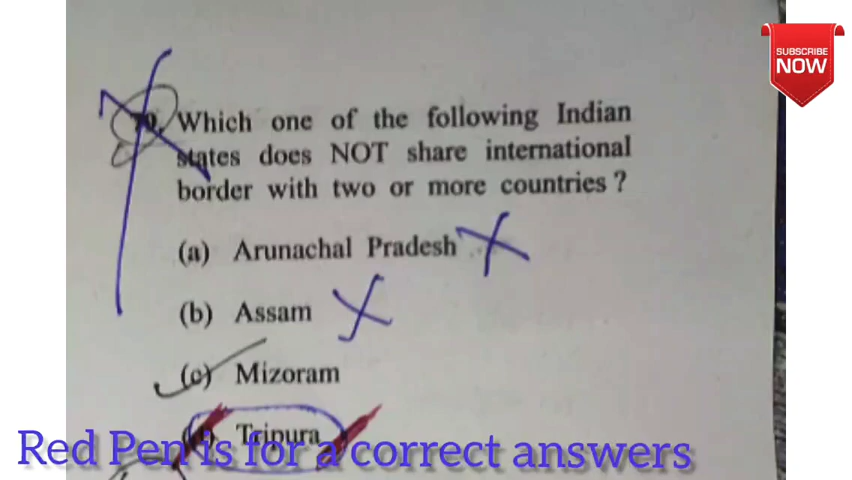 SUBSCRIBE
NOW
Which one of the following Indian
states does NOT share international
border with two or more countries ?
(a) Arunachal Pradesh
(b) Assam
(c) Mizoram
Tripura
Red Pen is for a correct answers